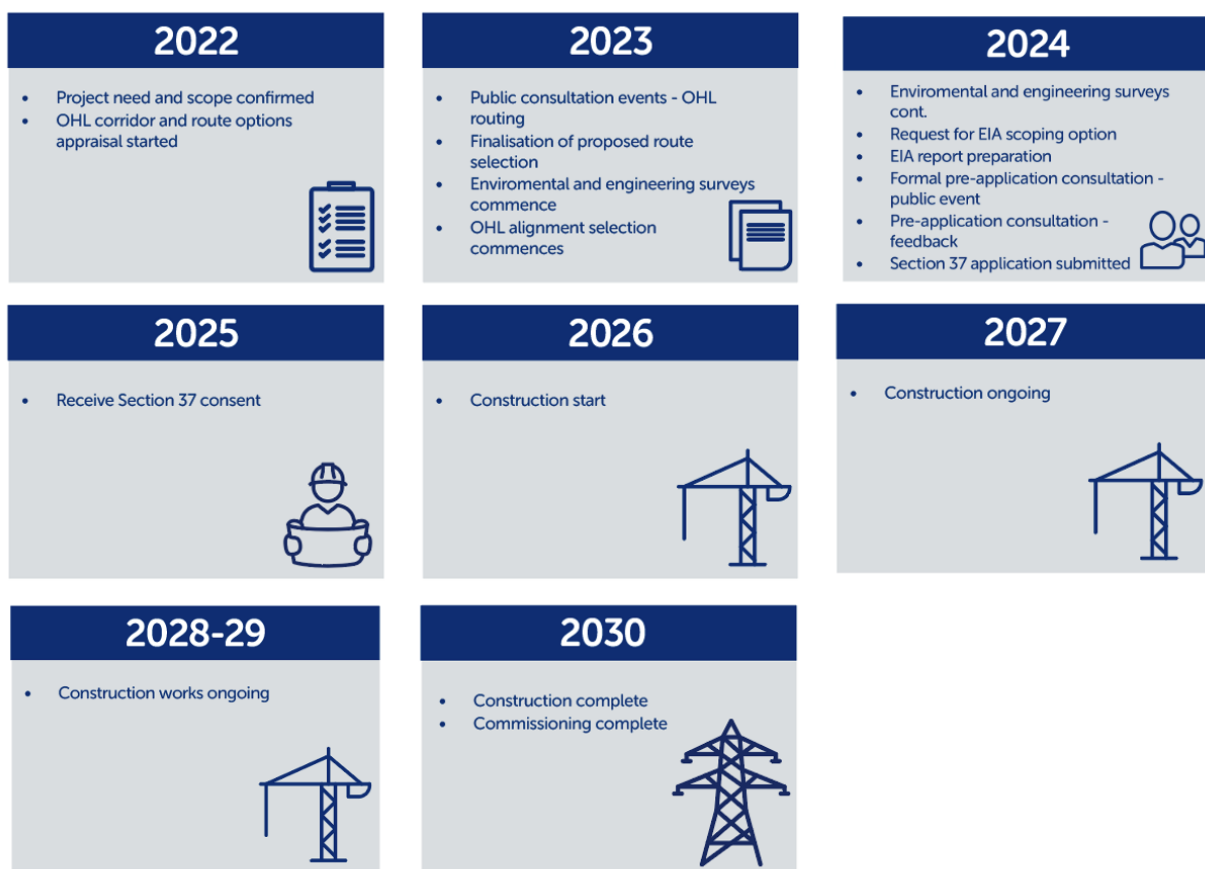 2022
• Project need and scope confirmed
• OHL corridor and route options
appraisal started
2023
• Public consultation events - OHL
routing
• Finalisation of proposed route
selection
• Enviromental and engineering surveys
commence
• OHL alignment selection
commences
2024
• Enviromental and engineering surveys
cont.
• Request for EIA scoping option
• EIA report preparation
• Formal pre-application consultation -
public event
• Pre-application consultation -
feedback
• Section 37 application submitted
2025
• Receive Section 37 consent
2026
• Construction start
2027
• Construction ongoing
2028-29
• Construction works ongoing
2030
• Construction complete
• Commissioning complete